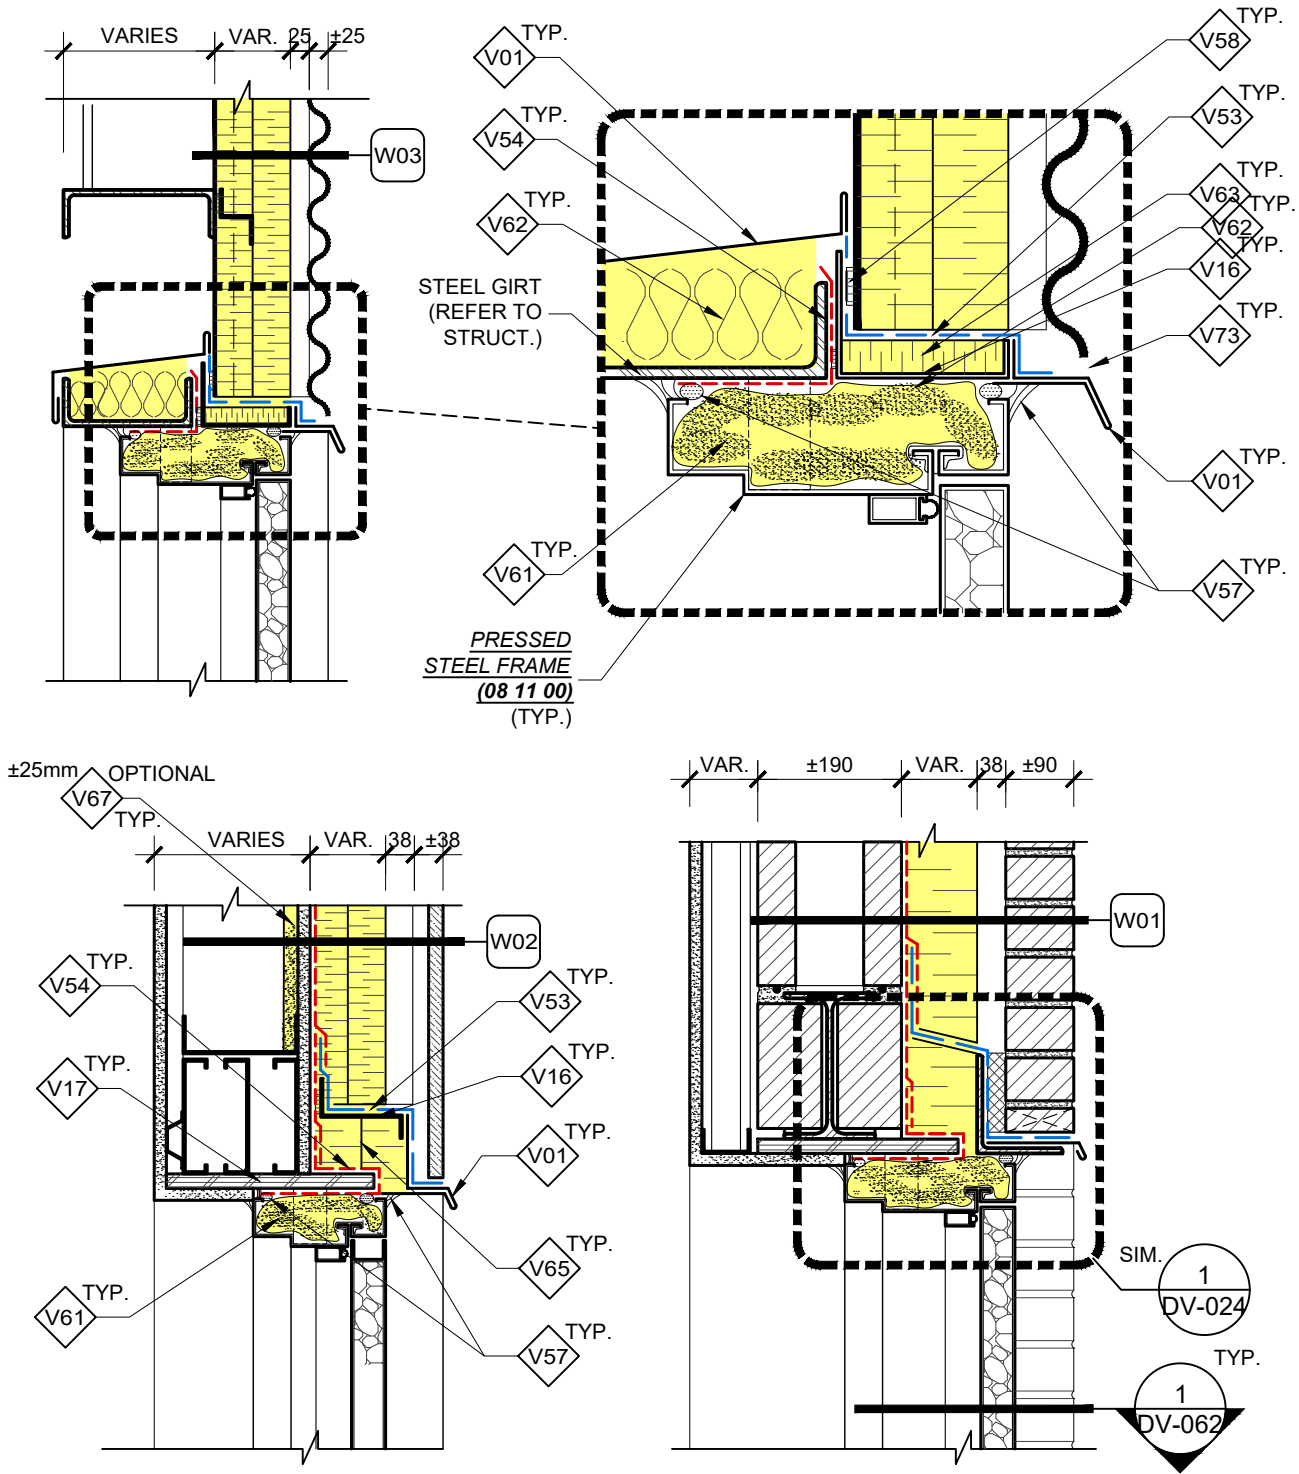 VARIES
VAR.
25
±25
W03
TYP.
V01
TYP.
V54
TYP.
V62
STEEL GIRT
(REFER TO
STRUCT.)
TYP.
V58
TYP.
V53
TYP.
V63
TYP.
V62
TYP.
V16
TYP.
V73
TYP.
V01
TYP.
V57
TYP.
V61
PRESSED
STEEL FRAME
(08 11 00)
(TYP.)
±25mm
OPTIONAL
V67
TYP.
VARIES
VAR.
38
±38
W02
TYP.
V54
TYP.
V17
TYP.
V53
TYP.
V16
TYP.
V01
TYP.
V65
TYP.
V61
TYP.
V57
VAR.
±190
VAR.
38
±90
W01
SIM.
1
DV-024
TYP.
1
DV-062